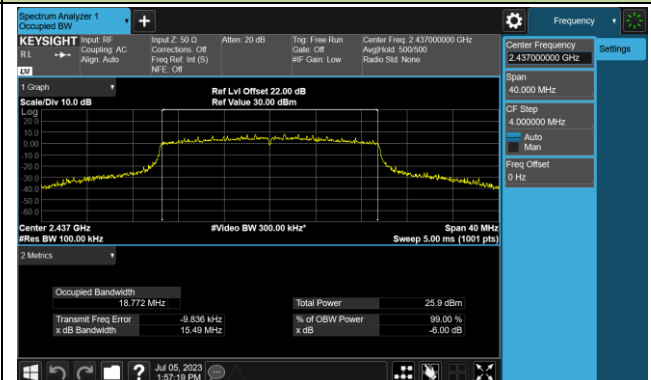 Spectrum Analyzer 1
Occupied BW
Frequency
KEYSIGHT
R L
Input: RF
Coupling: AC
Align: Auto
Input Z: 50 Ω
Corrections: Off
Freq Ref: Int (S)
NFE: Off
Atten: 20 dB
Trig: Free Run
Gate: Off
#IF Gain: Low
Center Freq: 2.437000000 GHz
Avg|Hold: 500/500
Radio Std: None
LXI
Center Frequency
2.437000000 GHz
Settings
Span
40.000 MHz
CF Step
4.000000 MHz
Auto
Man
Freq Offset
0 Hz
1 Graph
Scale/Div 10.0 dB
Ref Lvl Offset 22.00 dB
Ref Value 30.00 dBm
Log
20.0
10.0
0.00
-10.0
-20.0
-30.0
-40.0
-50.0
-60.0
Center 2.437 GHz
#Res BW 100.00 kHz
#Video BW 300.00 kHz*
Span 40 MHz
Sweep 5.00 ms (1001 pts)
2 Metrics
Occupied Bandwidth
18.772 MHz
Total Power 25.9 dBm
Transmit Freq Error -9.836 kHz % of OBW Power 99.00 %
x dB Bandwidth 15.49 MHz x dB -6.00 dB
?
Jul 05, 2023
1:57:19 PM